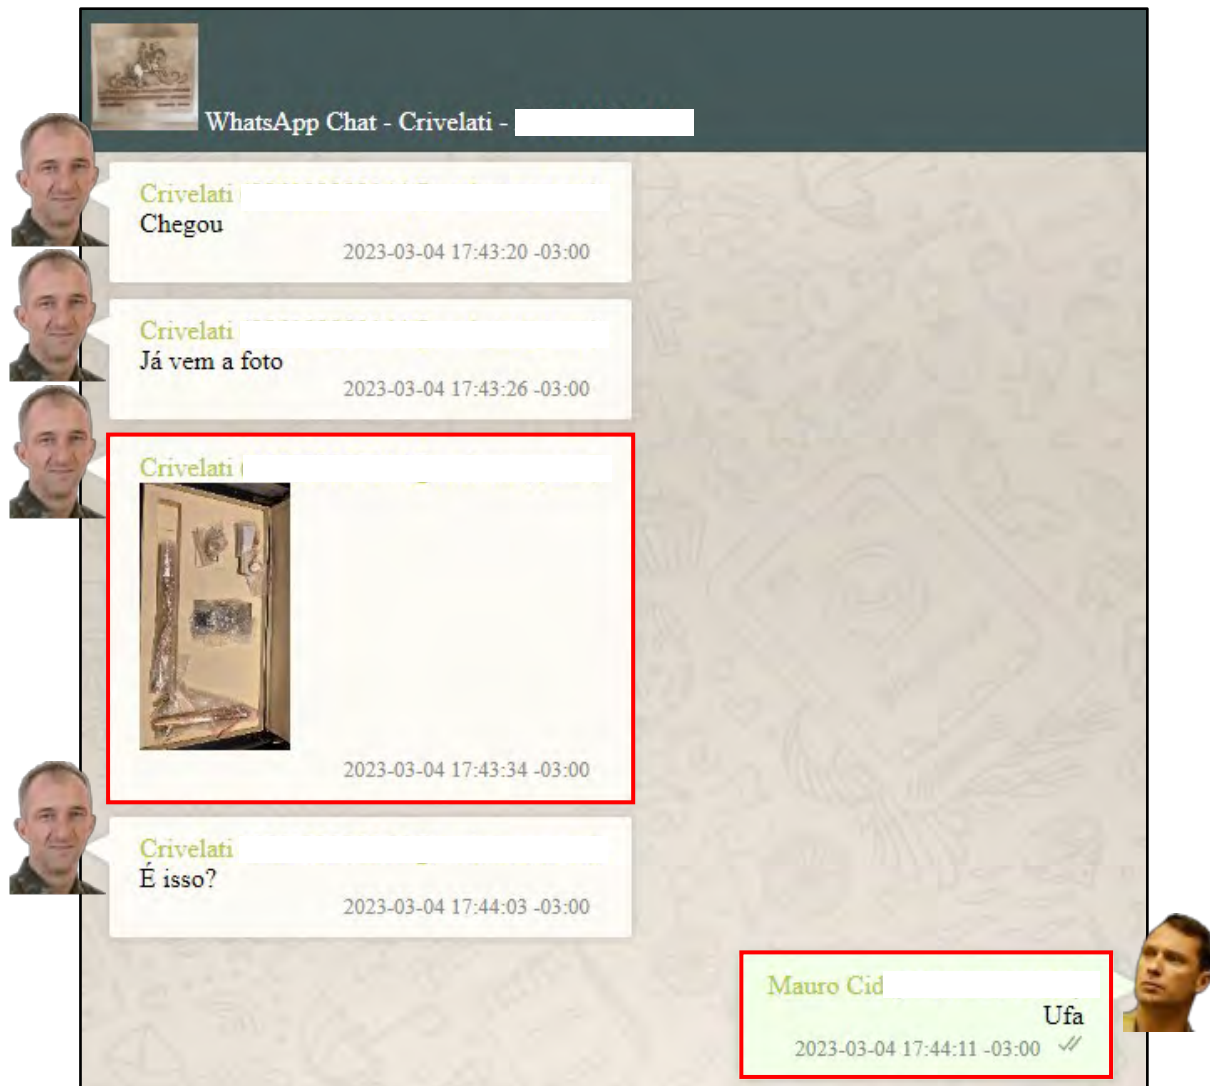 WhatsApp Chat - Crivelati -
Crivelati
Chegou
2023-03-04 17:43:20 -03:00
Crivelati
Já vem a foto
2023-03-04 17:43:26 -03:00
Crivelati
2023-03-04 17:43:34 -03:00
Crivelati
É isso?
2023-03-04 17:44:03 -03:00
Mauro Cid
Ufa
2023-03-04 17:44:11 -03:00